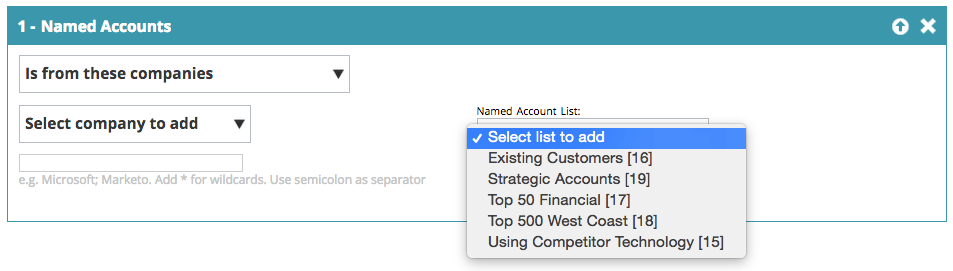 1 - Named Accounts
Is from these companies
Select company to add
Named Account List:
✓ Select list to add
Existing Customers [16]
Strategic Accounts [19]
Top 50 Financial [17]
Top 500 West Coast [18]
Using Competitor Technology [15]
e.g. Microsoft; Marketo. Add * for wildcards. Use semicolon as separator